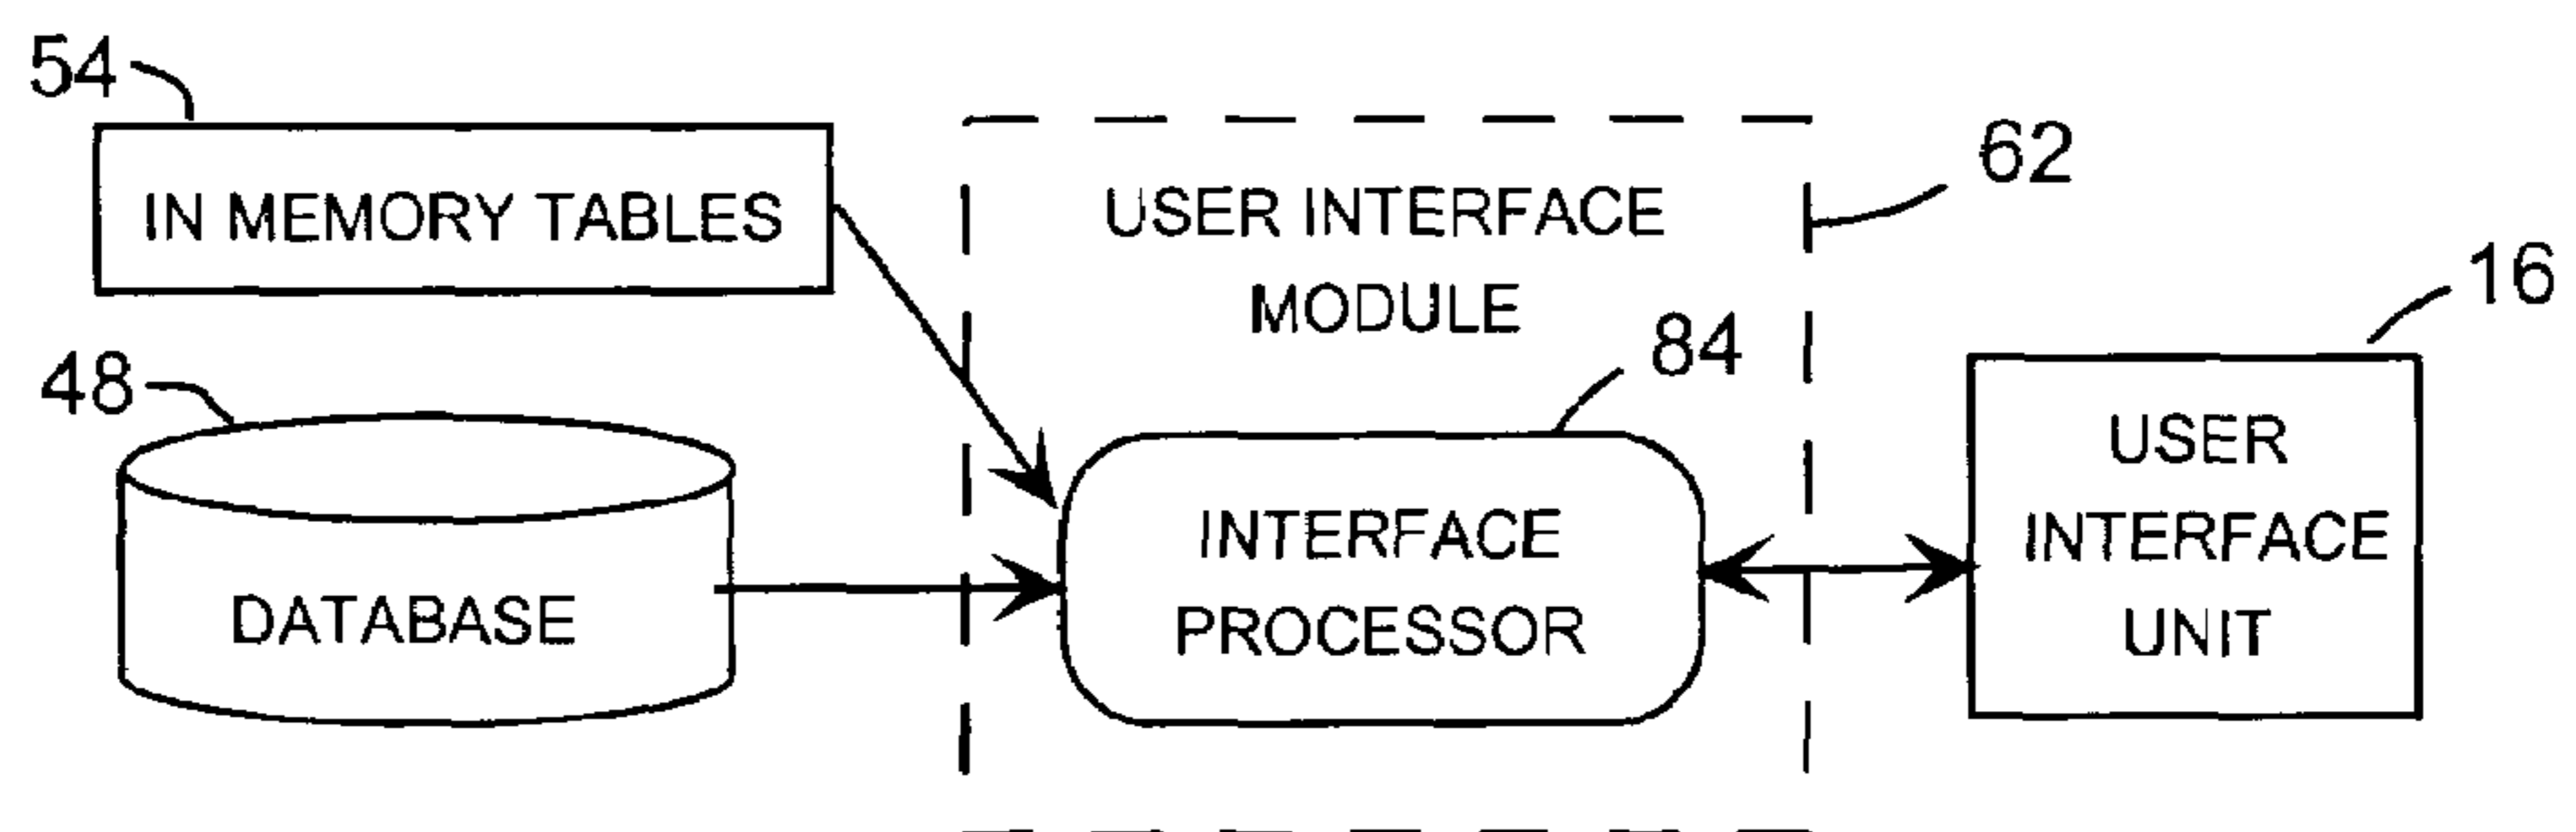 54
IN MEMORY TABLES
48
DATABASE
62
USER INTERFACE
MODULE
84
INTERFACE
PROCESSOR
16
USER
INTERFACE
UNIT